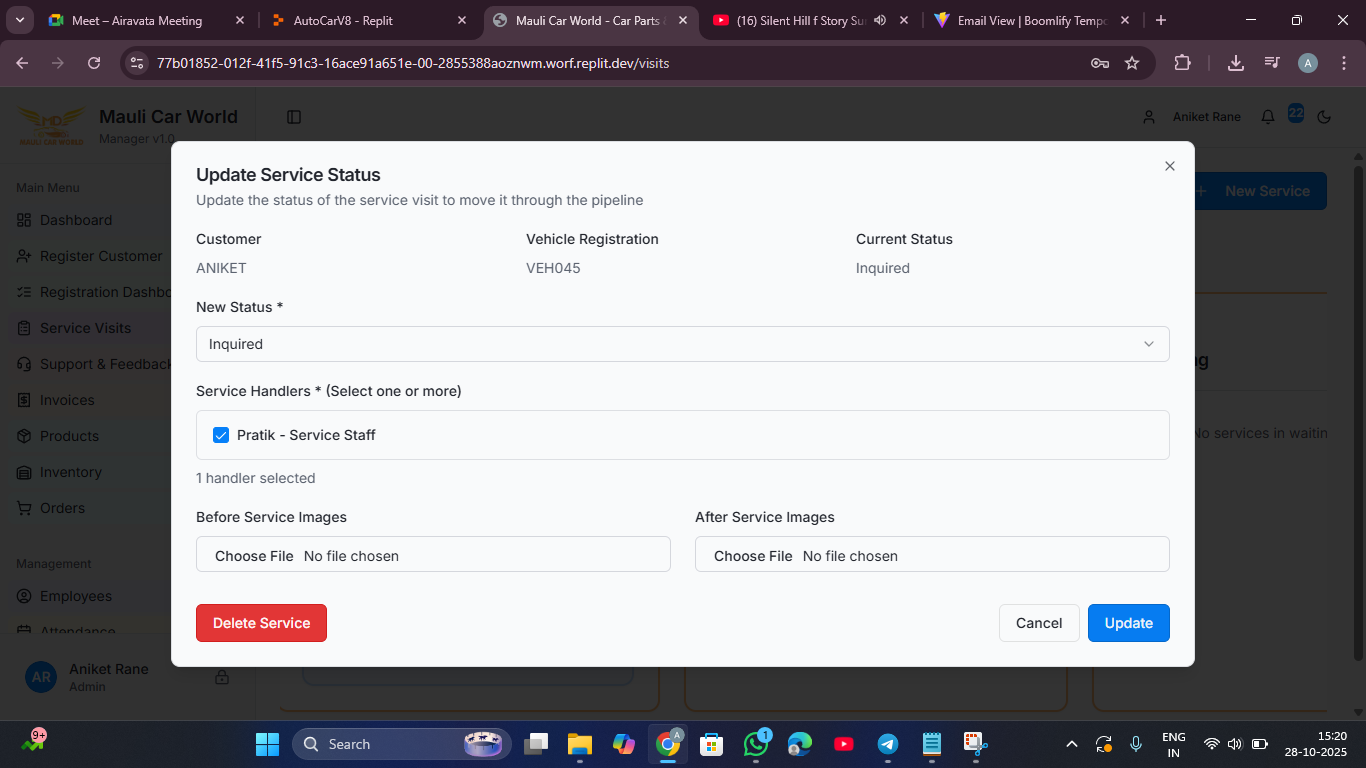 Meet – Airavata Meeting
AutoCarV8 - Replit
Mauli Car World - Car Parts
(16) Silent Hill f Story Su
Email View | Boomlify Tempo
77b01852-012f-41f5-91c3-16ace91a651e-00-2855388aoznwm.worf.replit.dev/visits
A
MD
MAULI CAR WORLD
Mauli Car World
Manager v1.0
Aniket Rane
22
Main Menu
Dashboard
Register Customer
Registration Dashbo
Service Visits
Support & Feedback
Invoices
Products
Inventory
Orders
Management
Employees
Attendance
AR
Aniket Rane
Admin
New Service
ng
No services in waitin
Update Service Status
Update the status of the service visit to move it through the pipeline
Customer
Vehicle Registration
Current Status
ANIKET
VEH045
Inquired
New Status *
Inquired
Service Handlers * (Select one or more)
Pratik - Service Staff
1 handler selected
Before Service Images
After Service Images
Choose File No file chosen
Choose File No file chosen
Delete Service
Cancel
Update
9+
Search
A
1
ENG
IN
15:20
28-10-2025